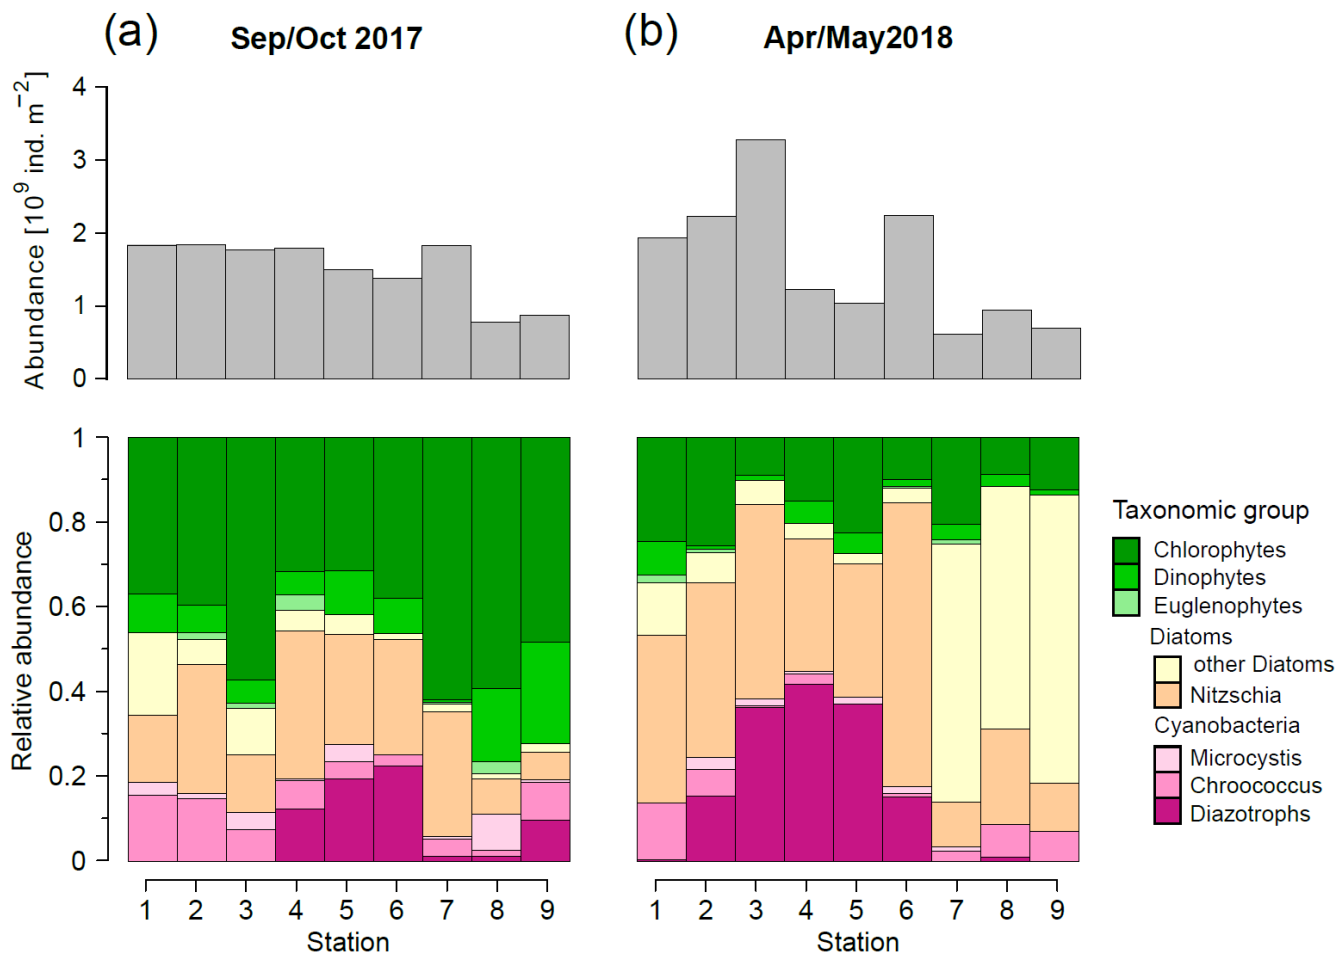 (a) Sep/Oct 2017
(b) Apr/May2018
Abundance [10⁹ ind. m⁻²]
4
3
2
1
0
Relative abundance
1
0.8
0.6
0.4
0.2
0
1 2 3 4 5 6 7 8 9
Station
1 2 3 4 5 6 7 8 9
Station
Taxonomic group
Chlorophytes
Dinophytes
Euglenophytes
Diatoms
other Diatoms
Nitzschia
Cyanobacteria
Microcystis
Chroococcus
Diazotrophs